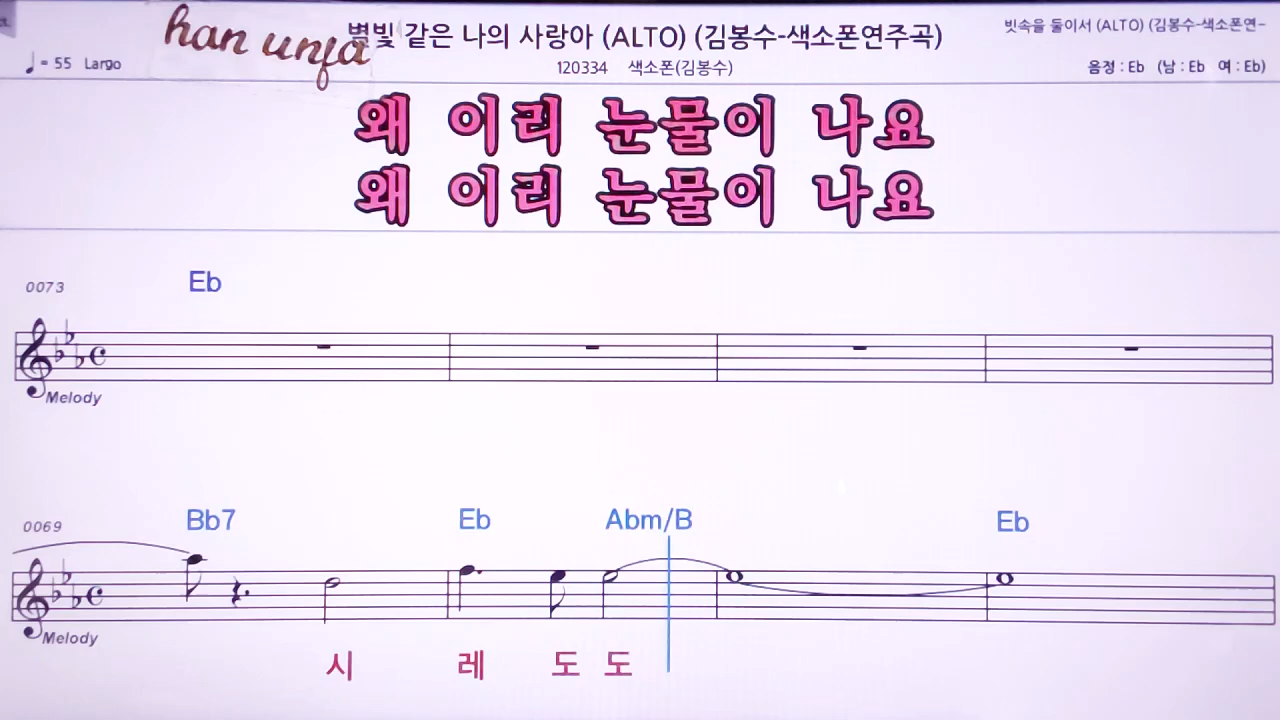 han unfa
별빛 같은 나의 사랑아 (ALTO) (김봉수-색소폰연주곡)
빗속을 둘이서 (ALTO) (김봉수-색소폰연-
♩= 55 Largo
120334 색소폰(김봉수)
음정 : Eb (남 : Eb 여 : Eb)
왜 이리 눈물이 나요
왜 이리 눈물이 나요
0073
Eb
Melody
0069
Bb7 Eb Abm/B Eb
Melody
시 레 도 도